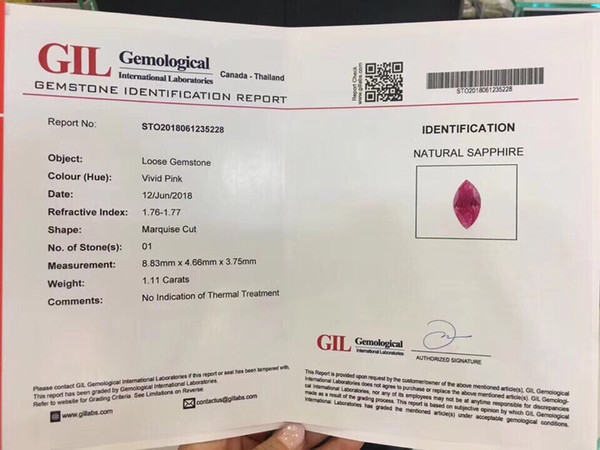 GIL Gemological
International Laboratories
Canada - Thailand
GEMSTONE IDENTIFICATION REPORT
Report No: STO2018061235228
Object: Loose Gemstone
Colour (Hue): Vivid Pink
Date: 12/Jun/2018
Refractive Index: 1.76-1.77
Shape: Marquise Cut
No. of Stone(s): 01
Measurement: 8.83mm x 4.66mm x 3.75mm
Weight: 1.11 Carats
Comments: No Indication of Thermal Treatment
Please contact GIL Gemological International Laboratories if this report or seal has been tampered with,
This report has been graded by Gemological International Laboratories.
Refer to website for Grading Criteria. See Limitations on Reverse.
www.gillabs.com
contactus@gillabs.com
Report Check
www.gillabs.com
STO2018061235228
IDENTIFICATION
NATURAL SAPPHIRE
GIL Gemological
International Laboratories
AUTHORIZED SIGNATURE
This report is provided upon request by the customer/owner of the above mentioned article(s), GIL Gemological
International Laboratories does not agree to purchase or replace the above mentioned article(s). GIL Gemologi-
cal International Laboratories, nor any of its employees may not be at anytime responsible for discrepancies
made as a result of the grading process. This report is based on subjective opinion by which GIL Gemological
International Laboratories has graded the mentioned article(s) under acceptable gemological conditions.